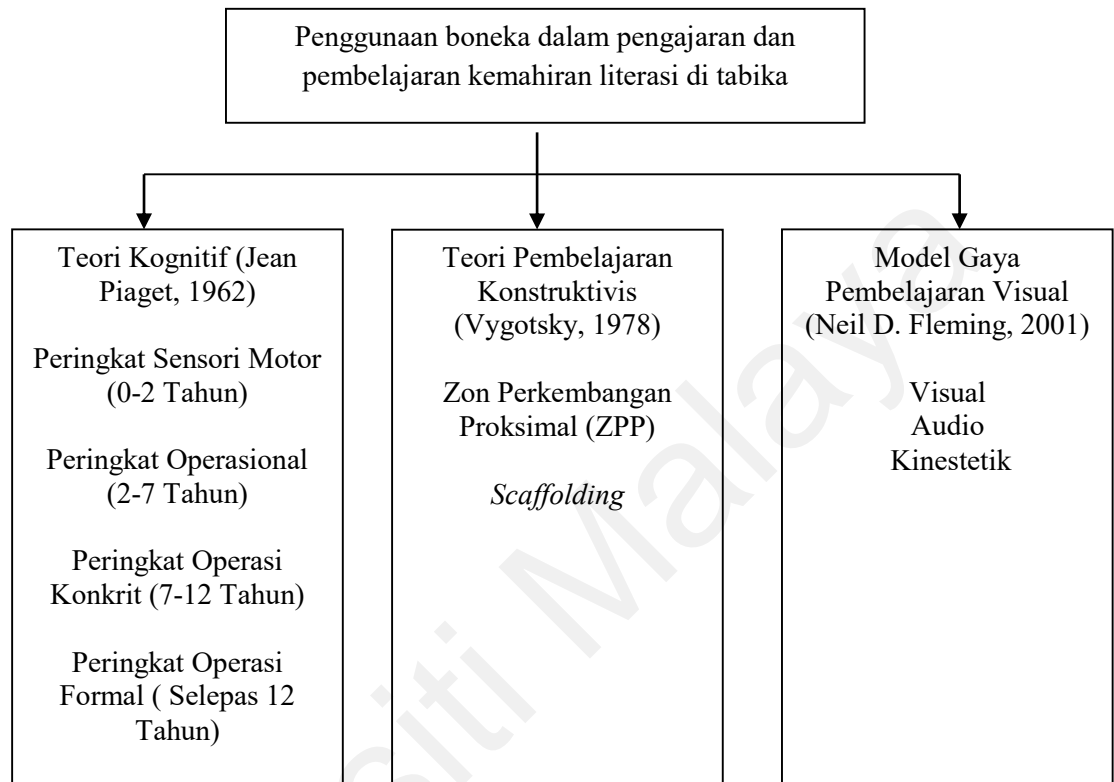 Penggunaan boneka dalam pengajaran dan
pembelajaran kemahiran literasi di tabika
Teori Kognitif (Jean
Piaget, 1962)
Peringkat Sensori Motor
(0-2 Tahun)
Peringkat Operasional
(2-7 Tahun)
Peringkat Operasi
Konkrit (7-12 Tahun)
Peringkat Operasi
Formal ( Selepas 12
Tahun)
Teori Pembelajaran
Konstruktivis
(Vygotsky, 1978)
Zon Perkembangan
Proksimal (ZPP)
Scaffolding
Model Gaya
Pembelajaran Visual
(Neil D. Fleming, 2001)
Visual
Audio
Kinestetik
siti Malaya